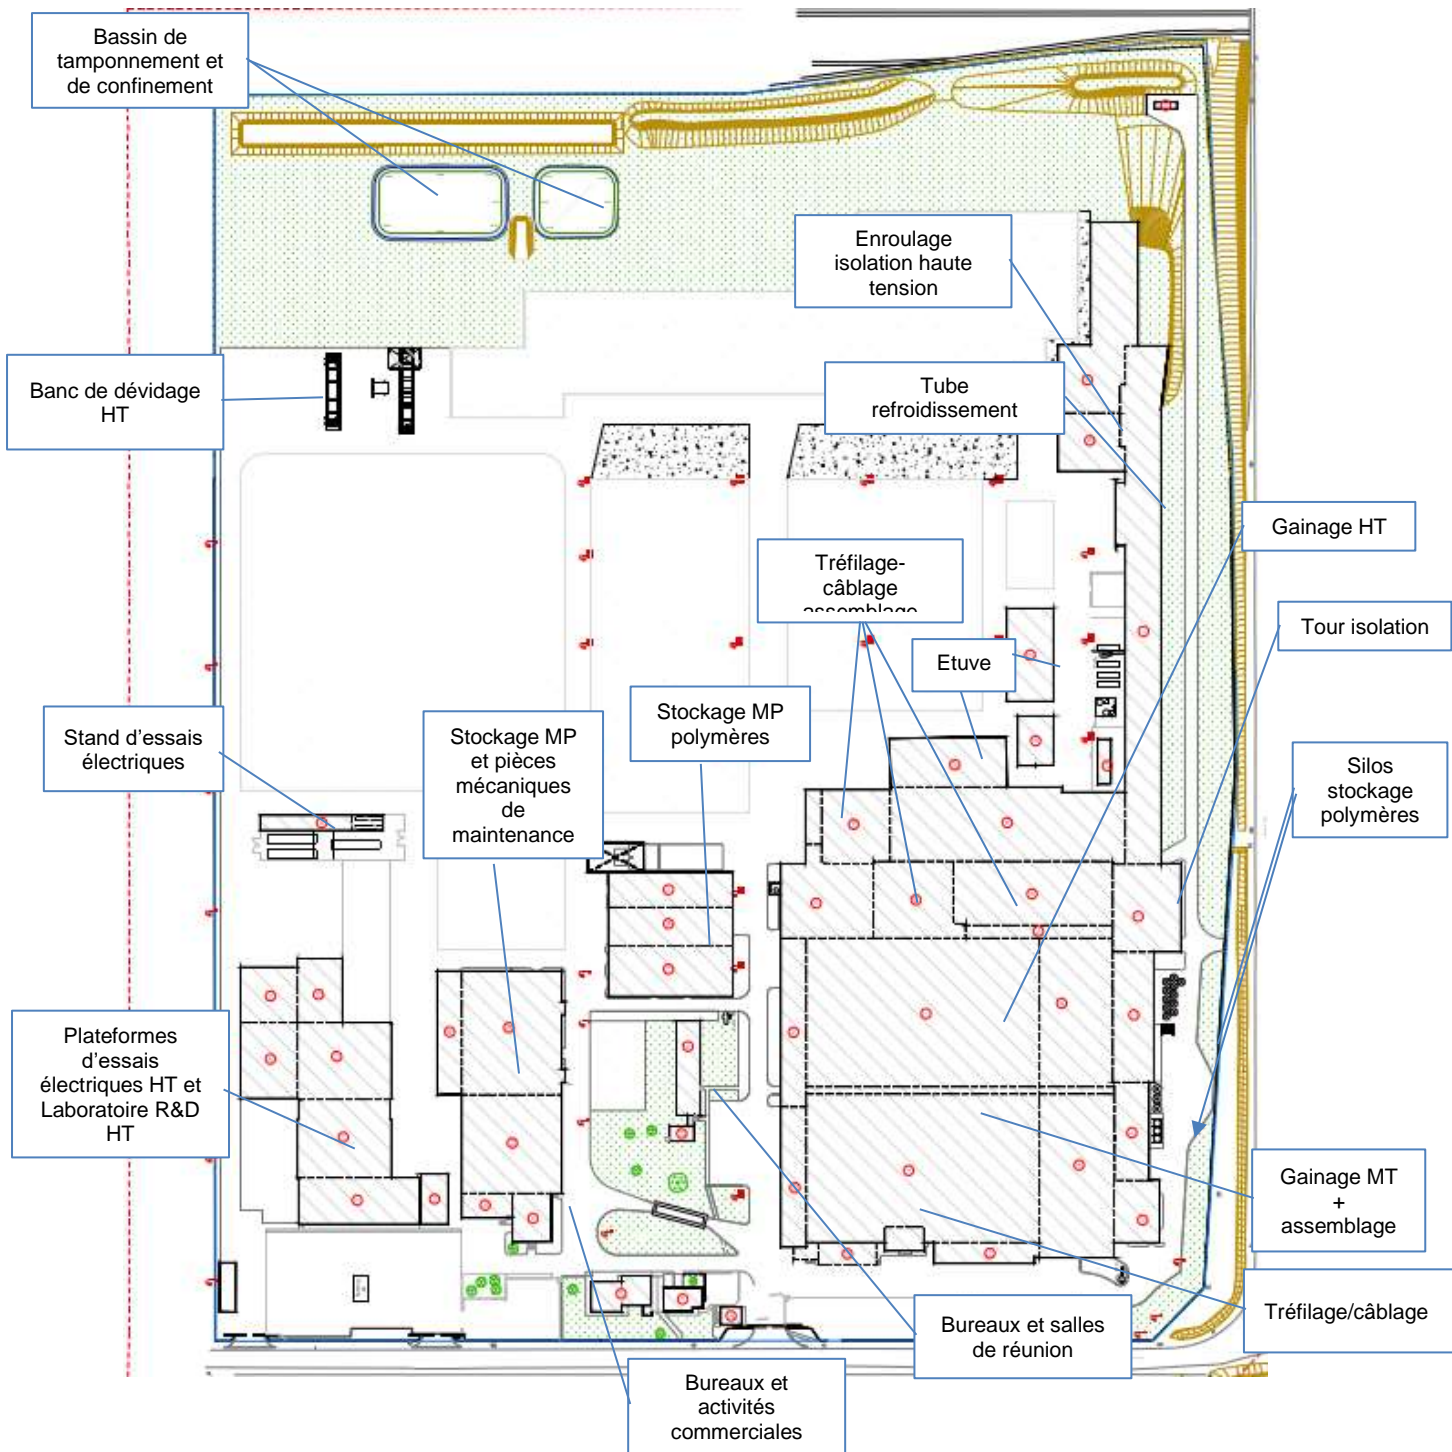 Bassin de
tamponnement et
de confinement
Enroulage
isolation haute
tension
Banc de dévidage
HT
Tube
refroidissement
Gainage HT
Tréfilage-
câblage
assemblage
Tour isolation
Etuve
Stand d’essais
électriques
Stockage MP
et pièces
mécaniques
de
maintenance
Stockage MP
polymères
Silos
stockage
polymères
Plateformes
d’essais
électriques HT et
Laboratoire R&D
HT
Gainage MT
+
assemblage
Tréfilage/câblage
Bureaux et salles
de réunion
Bureaux et
activités
commerciales